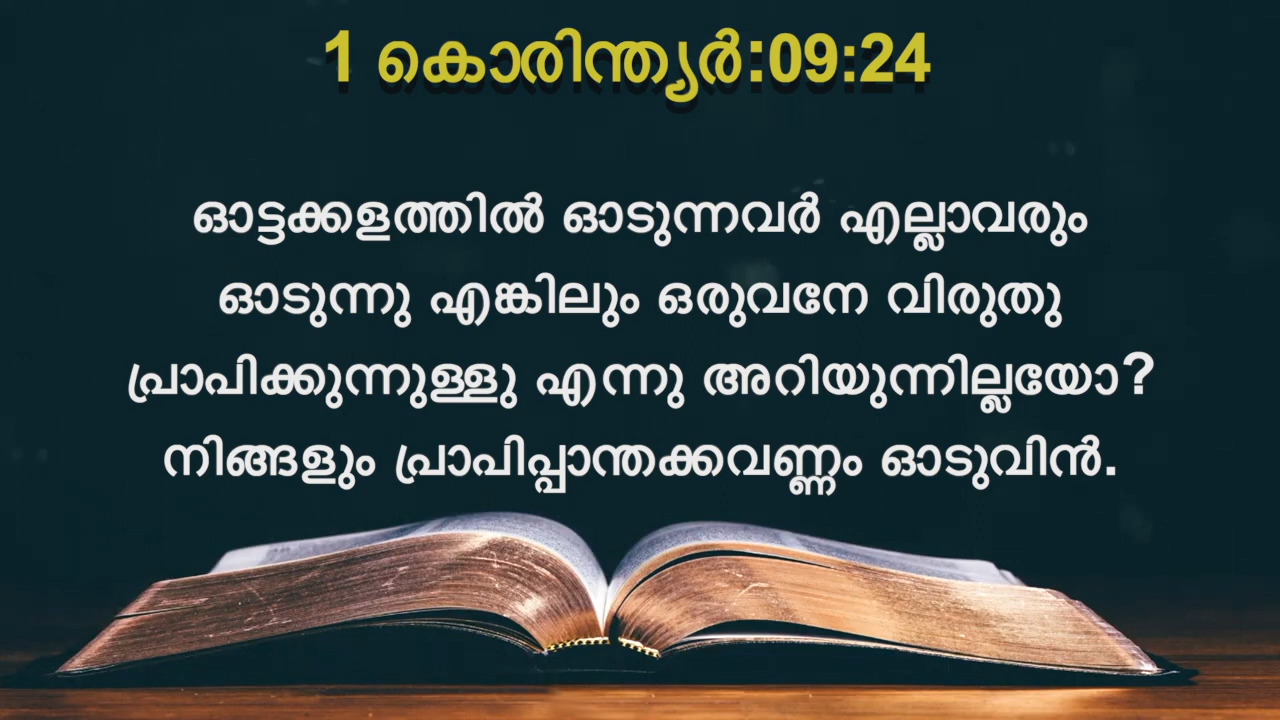 1 കൊരിന്ത്യർ:09:24
ഓട്ടക്കളത്തിൽ ഓടുന്നവർ എല്ലാവരും
ഓടുന്നു എങ്കിലും ഒരുവനേ വിരുതു
പ്രാപിക്കുന്നുള്ളു എന്നു അറിയുന്നില്ലയോ?
നിങ്ങളും പ്രാപിപ്പാന്തക്കവണ്ണം ഓടുവിൻ.